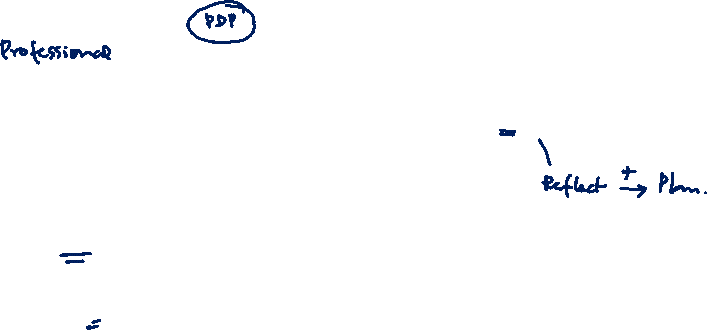 PDP
Professional
Reflect + → Plan.